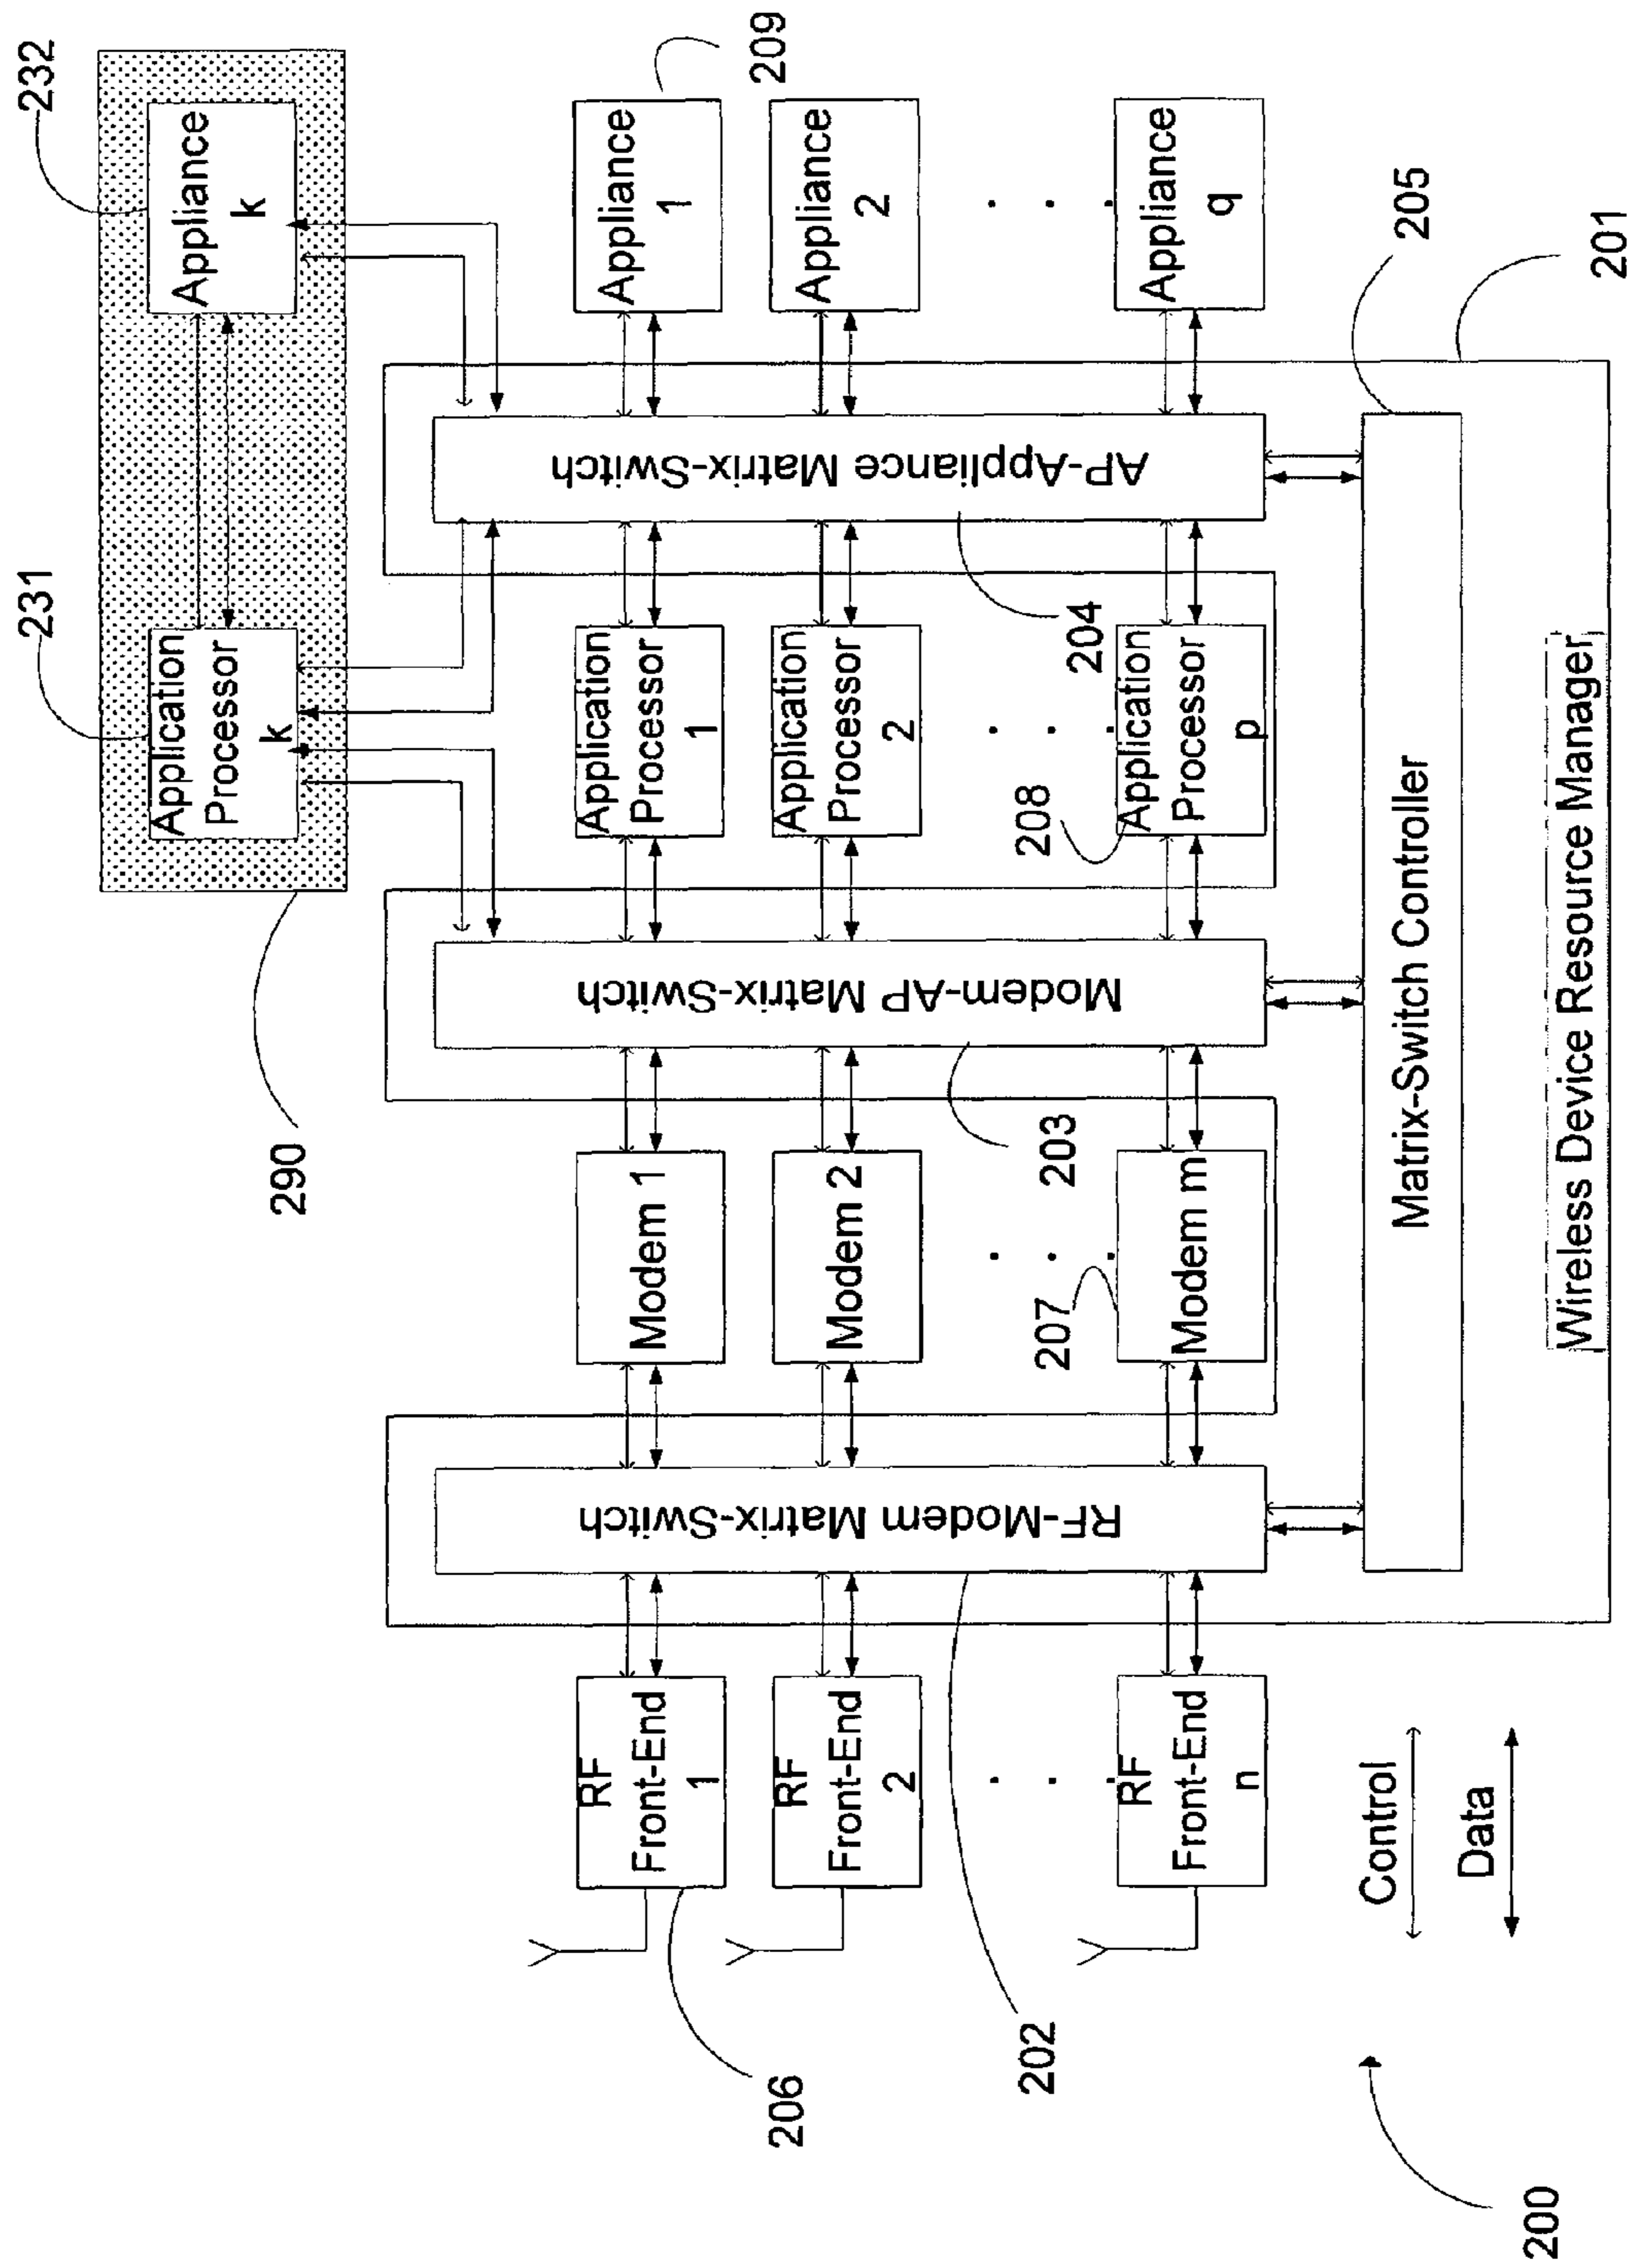 231
232
Application
Processor
k
Appliance
k
290
209
RF
Front-End
1
Modem 1
Application
Processor
1
Appliance
1
RF
Front-End
2
Modem 2
Application
Processor
2
Appliance
2
. . .
. . .
. . .
. . .
RF
Front-End
n
Modem m
Application
Processor
p
Appliance
q
RF-Modem Matrix-Switch
Modem-AP Matrix-Switch
AP-Appliance Matrix-Switch
206
202
207
203
208
204
205
201
Matrix-Switch Controller
Wireless Device Resource Manager
Control
Data
200